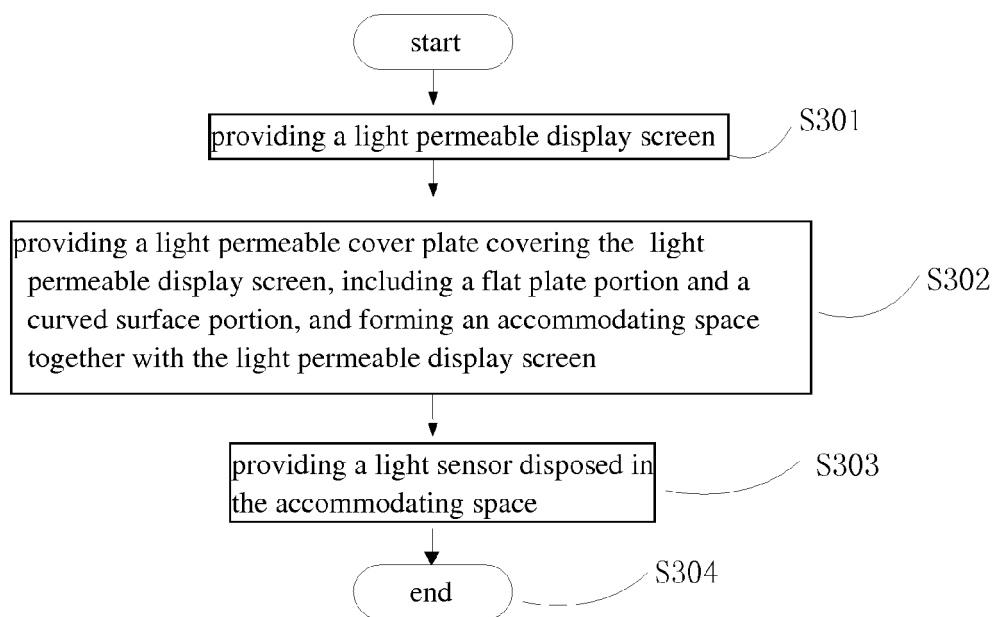 start
providing a light permeable display screen
S301
providing a light permeable cover plate covering the light
permeable display screen, including a flat plate portion and a
curved surface portion, and forming an accommodating space
together with the light permeable display screen
S302
providing a light sensor disposed in
the accommodating space
S303
end
S304